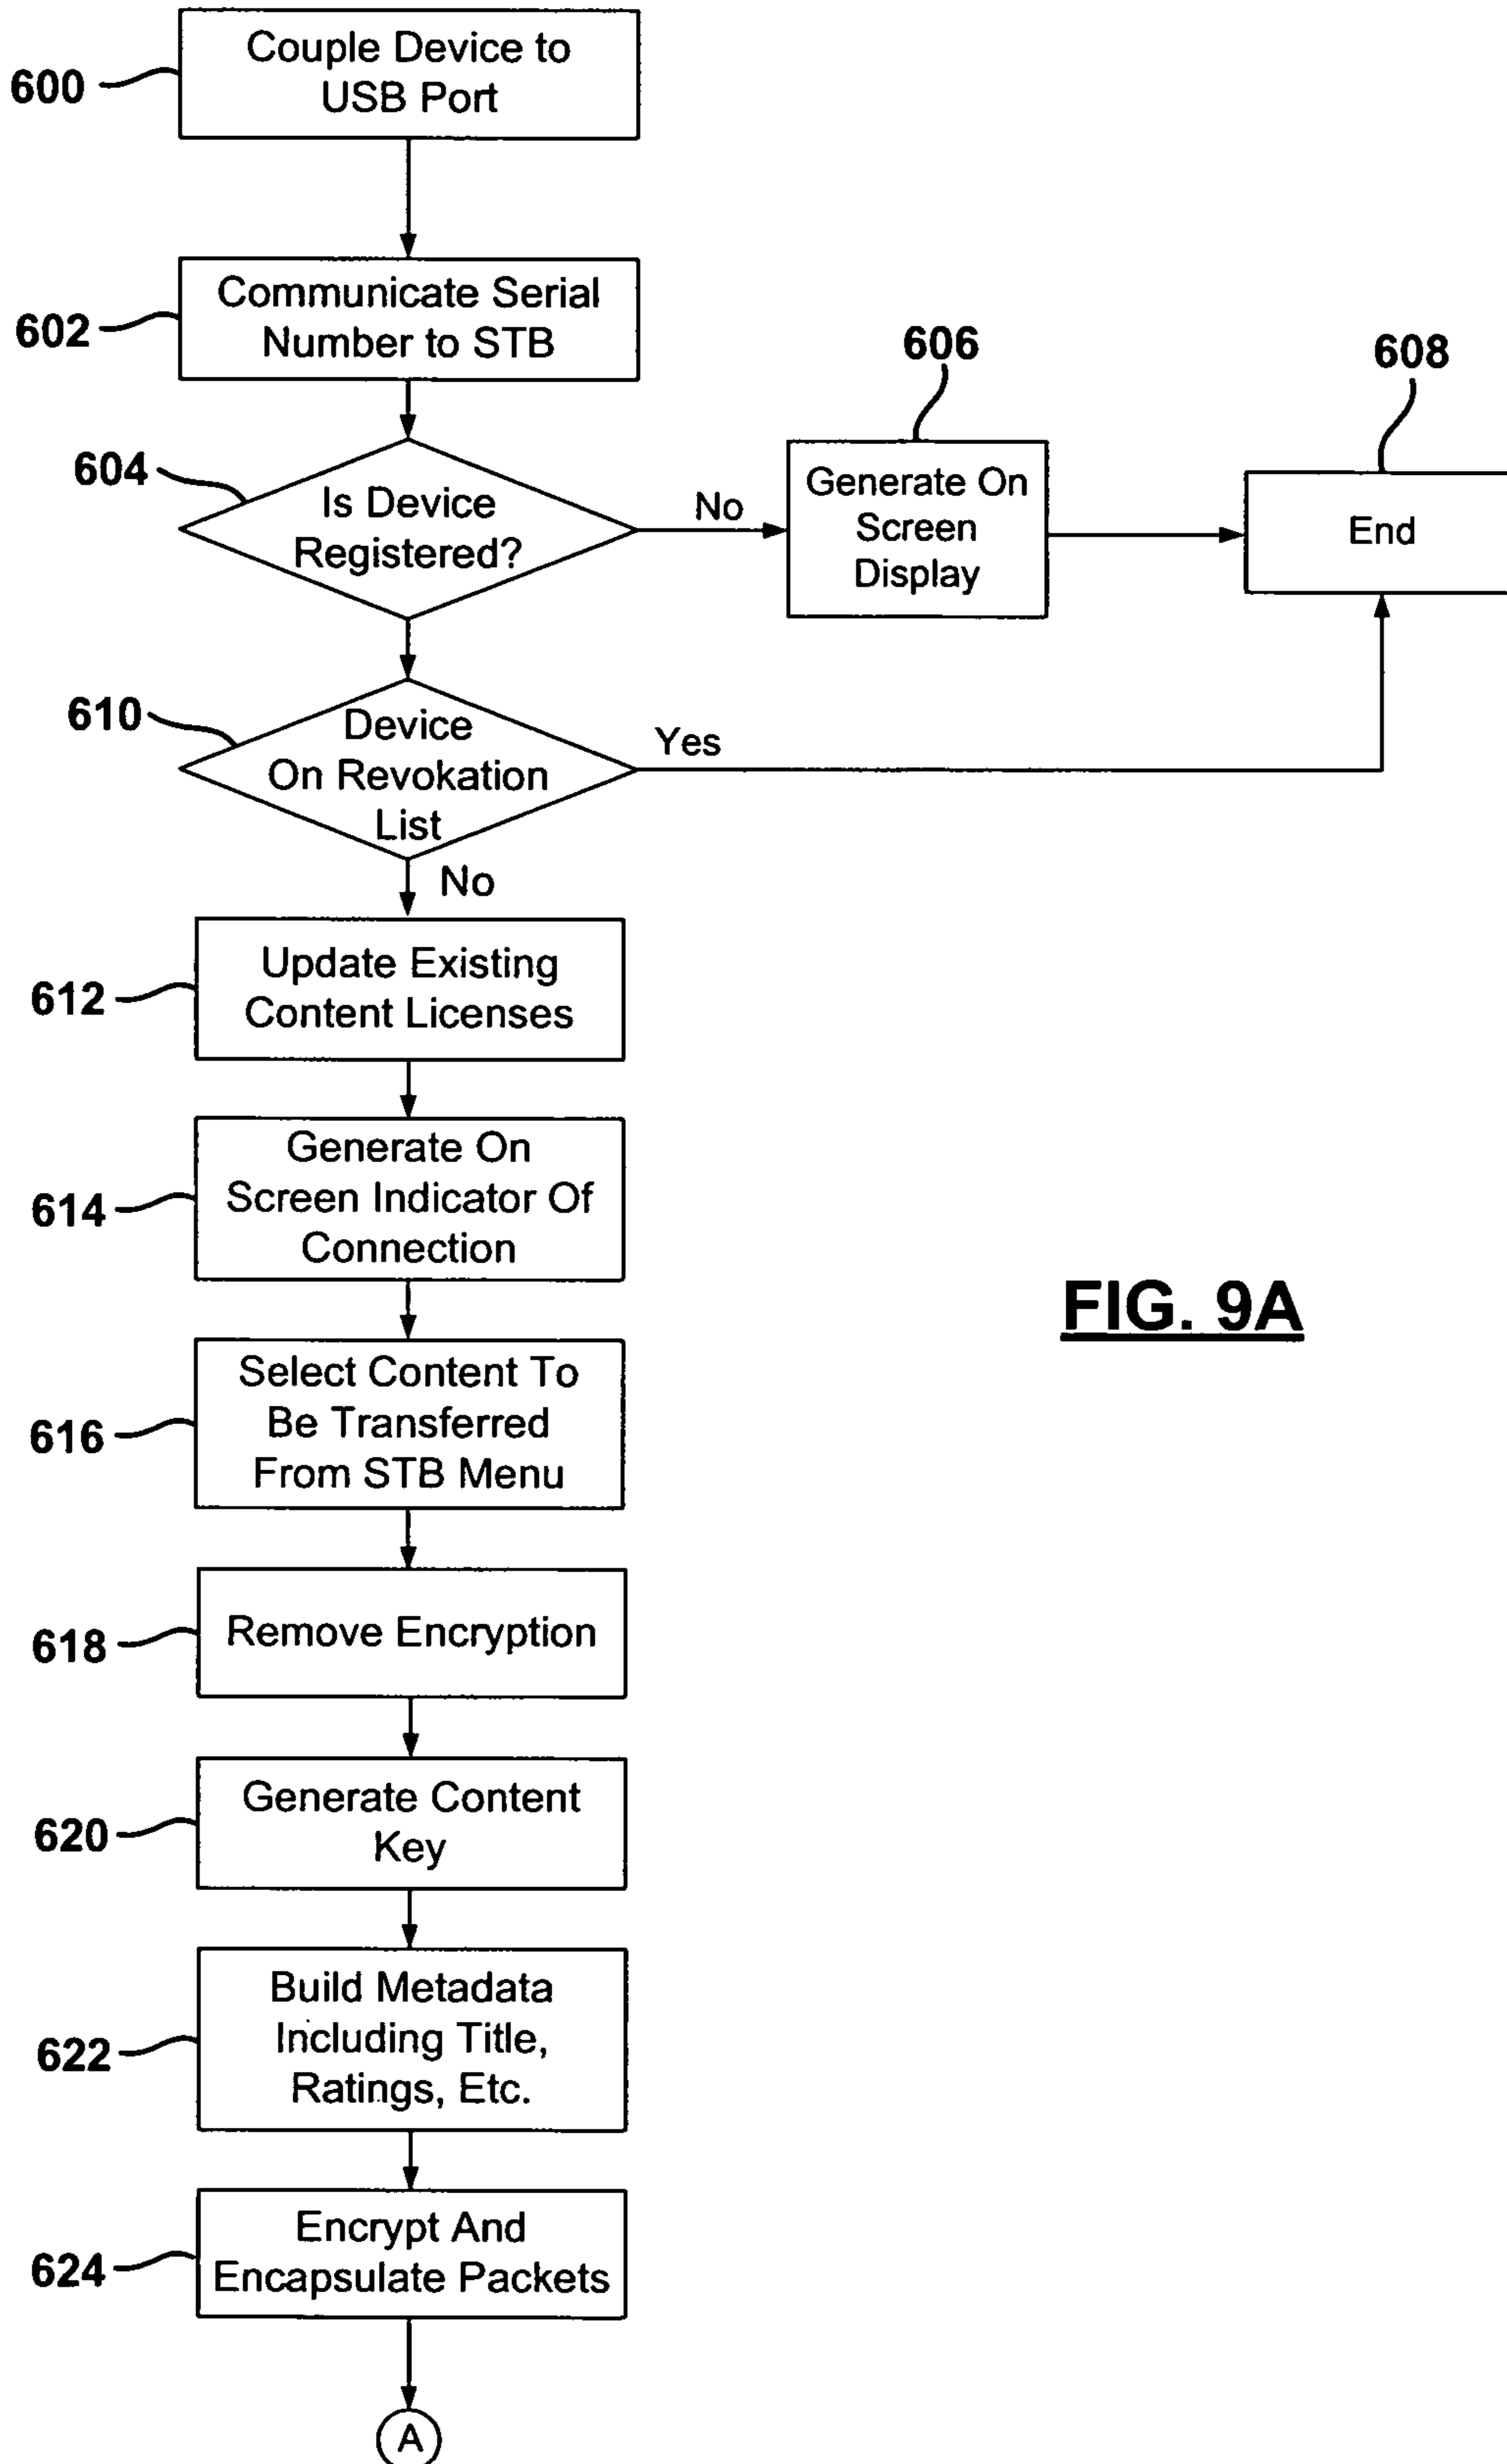 600
Couple Device to
USB Port
602
Communicate Serial
Number to STB
604
Is Device
Registered?
No
606
Generate On
Screen
Display
608
End
610
Device
On Revokation
List
Yes
No
612
Update Existing
Content Licenses
614
Generate On
Screen Indicator Of
Connection
616
Select Content To
Be Transferred
From STB Menu
618
Remove Encryption
620
Generate Content
Key
622
Build Metadata
Including Title,
Ratings, Etc.
624
Encrypt And
Encapsulate Packets
A
FIG. 9A